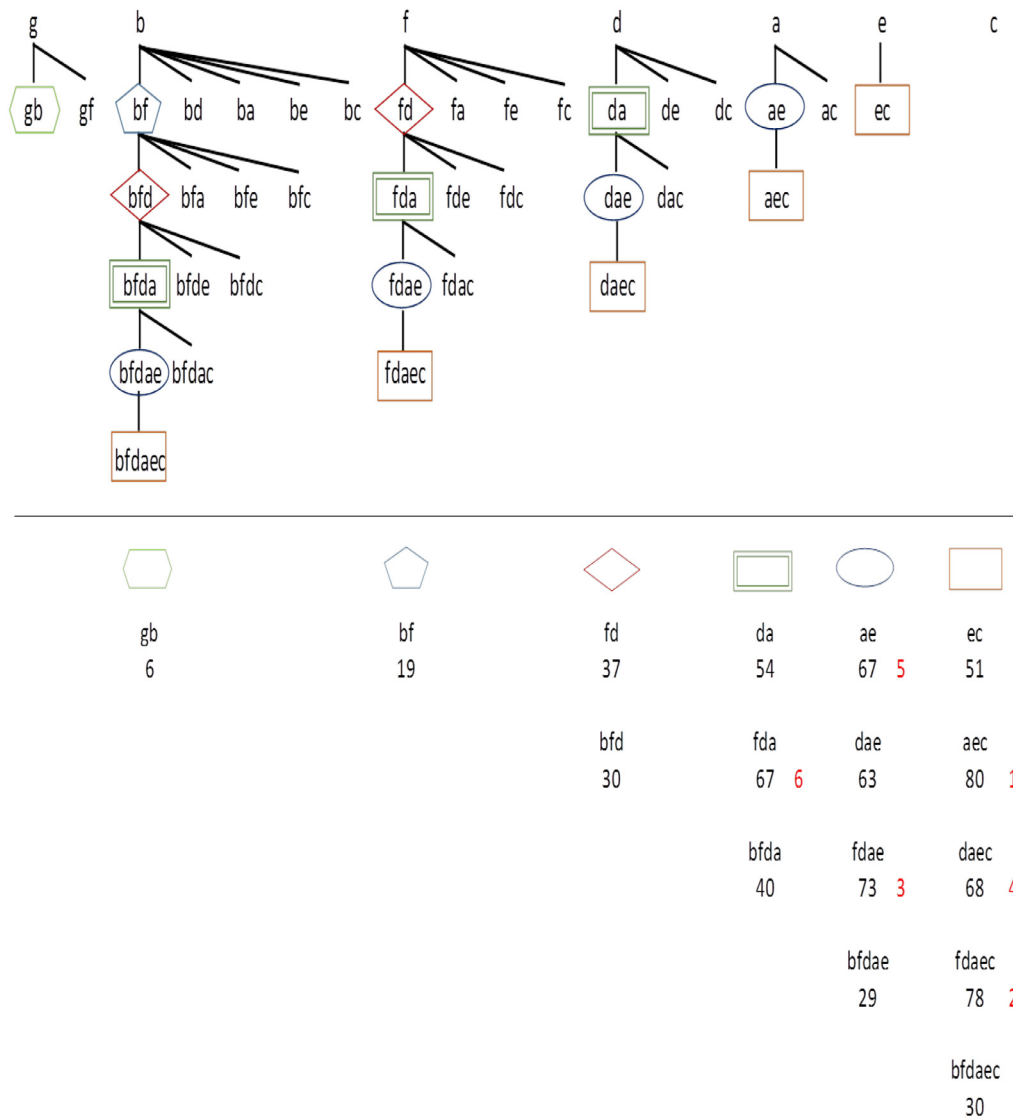 g b f d a e c
gb gf bf bd ba be bc fd fa fe fc da de dc ae ac ec
bfd bfa bfe bfc fda fde fdc dae dac aec
bfda bfde bfdc fdae fdac daec
bfdae bfdac fdaec
bfdaec
gb bf fd da ae ec
6 19 37 54 67 5 51
bfd fda dae aec
30 67 6 63 80 1
bfda fdae daec
40 73 3 68 4
bfdae fdaec
29 78 2
bfdaec
30